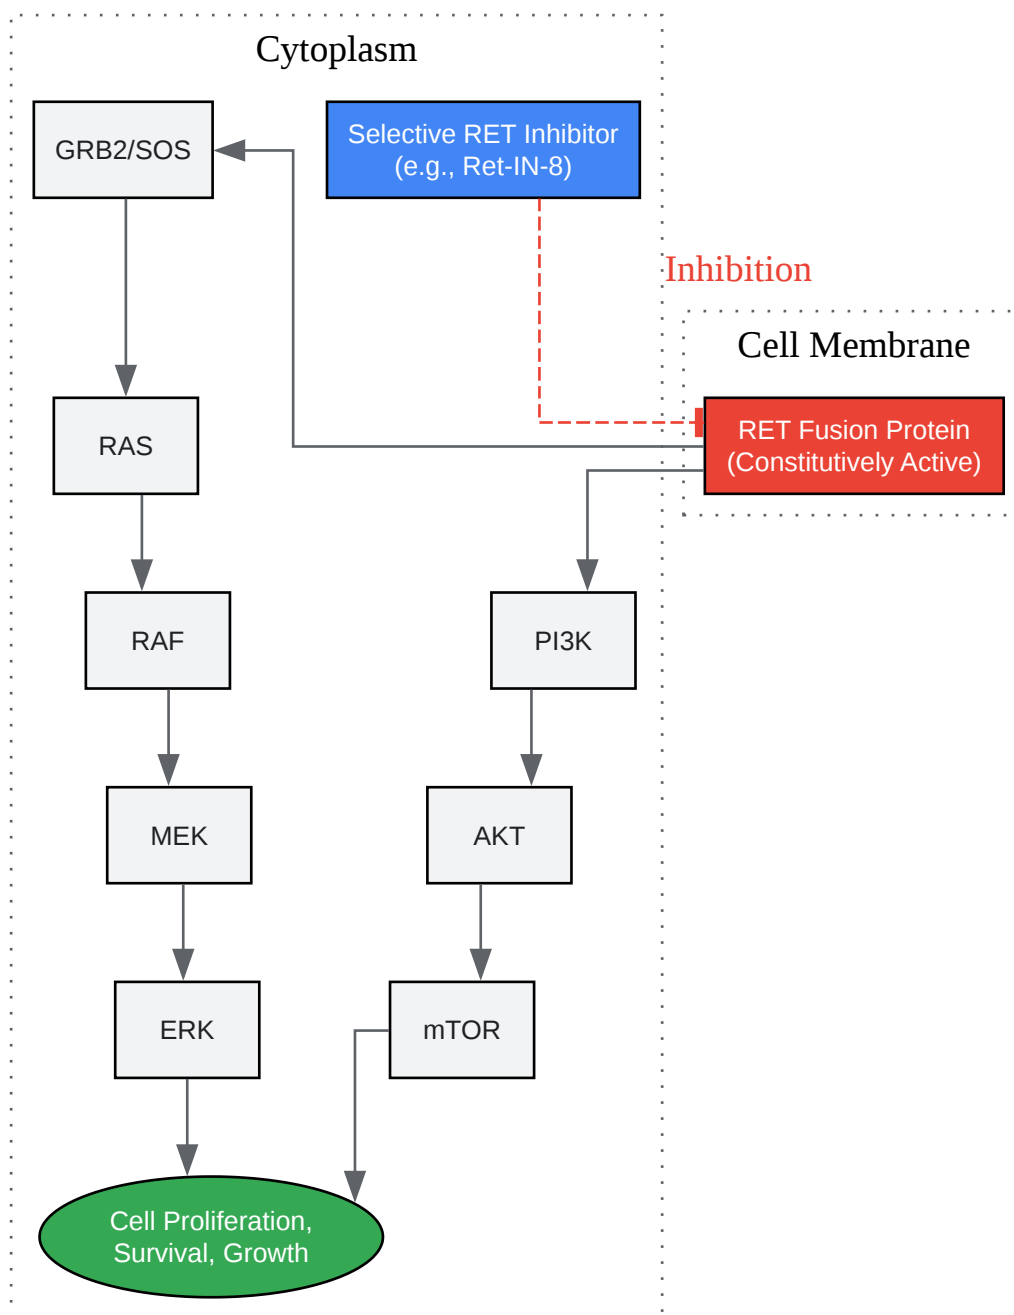 Cytoplasm
GRB2/SOS
Selective RET Inhibitor
(e.g., Ret-IN-8)
Inhibition
Cell Membrane
RET Fusion Protein
(Constitutively Active)
RAS
RAF
PI3K
MEK
AKT
ERK
mTOR
Cell Proliferation,
Survival, Growth